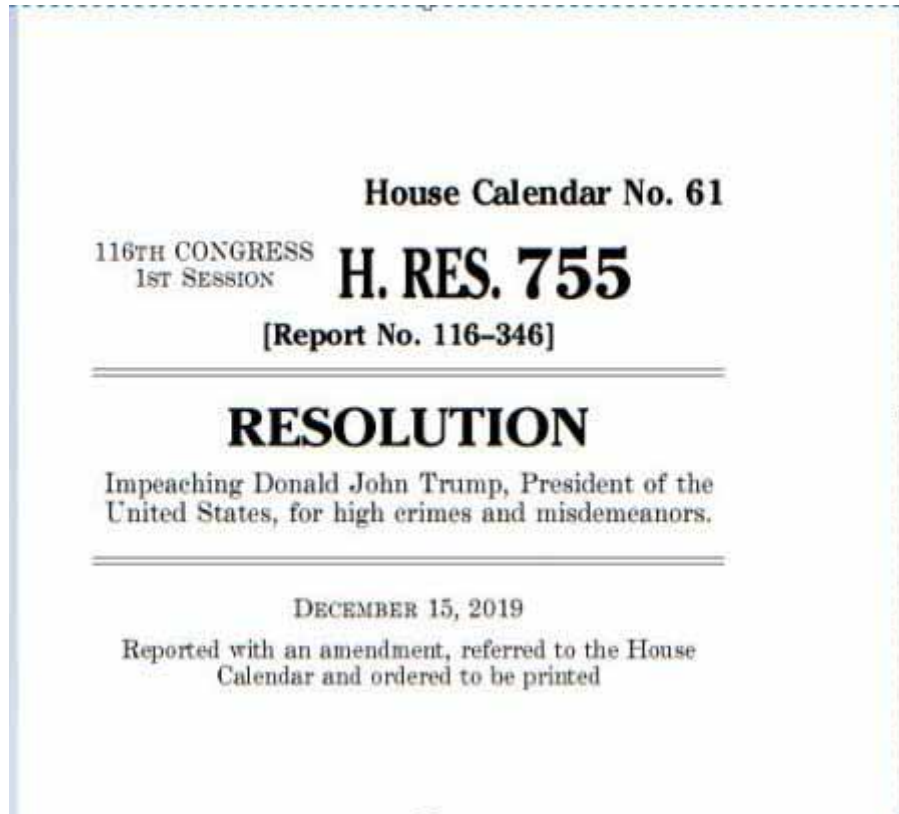 House Calendar No. 61
116TH CONGRESS
1ST SESSION
H. RES. 755
[Report No. 116–346]
RESOLUTION
Impeaching Donald John Trump, President of the
United States, for high crimes and misdemeanors.
DECEMBER 15, 2019
Reported with an amendment, referred to the House
Calendar and ordered to be printed